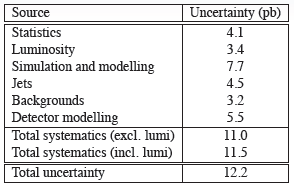 Source Uncertainty (pb)
Statistics 4.1
Luminosity 3.4
Simulation and modelling 7.7
Jets 4.5
Backgrounds 3.2
Detector modelling 5.5
Total systematics (excl. lumi) 11.0
Total systematics (incl. lumi) 11.5
Total uncertainty 12.2